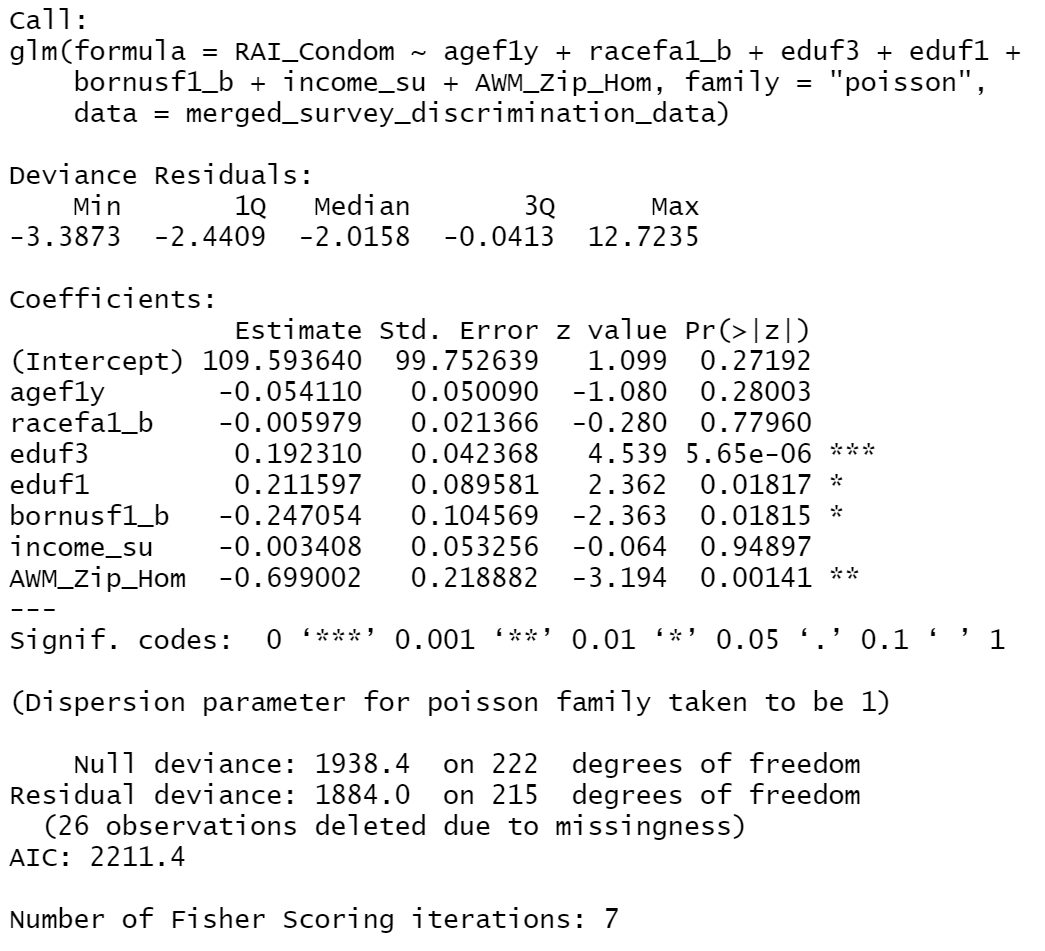 Call:
glm(formula = RAI_Condom ~ agef1y + racefa1_b + eduf3 + eduf1 +
    bornusf1_b + income_su + AWM_Zip_Hom, family = "poisson",
    data = merged_survey_discrimination_data)

Deviance Residuals:
    Min       1Q   Median       3Q      Max
-3.3873  -2.4409  -2.0158  -0.0413  12.7235

Coefficients:
              Estimate Std. Error z value Pr(>|z|)
(Intercept) 109.593640  99.752639   1.099  0.27192
agef1y       -0.054110   0.050090  -1.080  0.28003
racefa1_b    -0.005979   0.021366  -0.280  0.77960
eduf3         0.192310   0.042368   4.539 5.65e-06 ***
eduf1         0.211597   0.089581   2.362  0.01817 *
bornusf1_b   -0.247054   0.104569  -2.363  0.01815 *
income_su    -0.003408   0.053256  -0.064  0.94897
AWM_Zip_Hom  -0.699002   0.218882  -3.194  0.00141 **
---
Signif. codes:  0 ‘***’ 0.001 ‘**’ 0.01 ‘*’ 0.05 ‘.’ 0.1 ‘ ’ 1

(Dispersion parameter for poisson family taken to be 1)

    Null deviance: 1938.4  on 222  degrees of freedom
Residual deviance: 1884.0  on 215  degrees of freedom
  (26 observations deleted due to missingness)
AIC: 2211.4

Number of Fisher Scoring iterations: 7